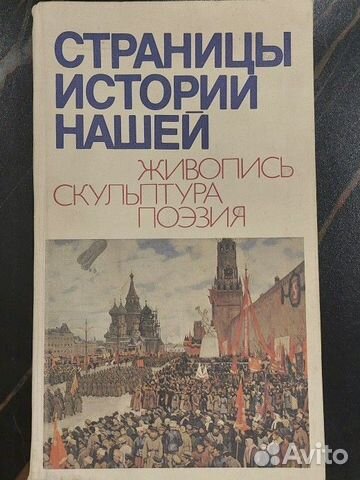 СТРАНИЦЫ
ИСТОРИИ
НАШЕЙ
ЖИВОПИСЬ
СКУЛЬПТУРА
ПОЭЗИЯ
Avito